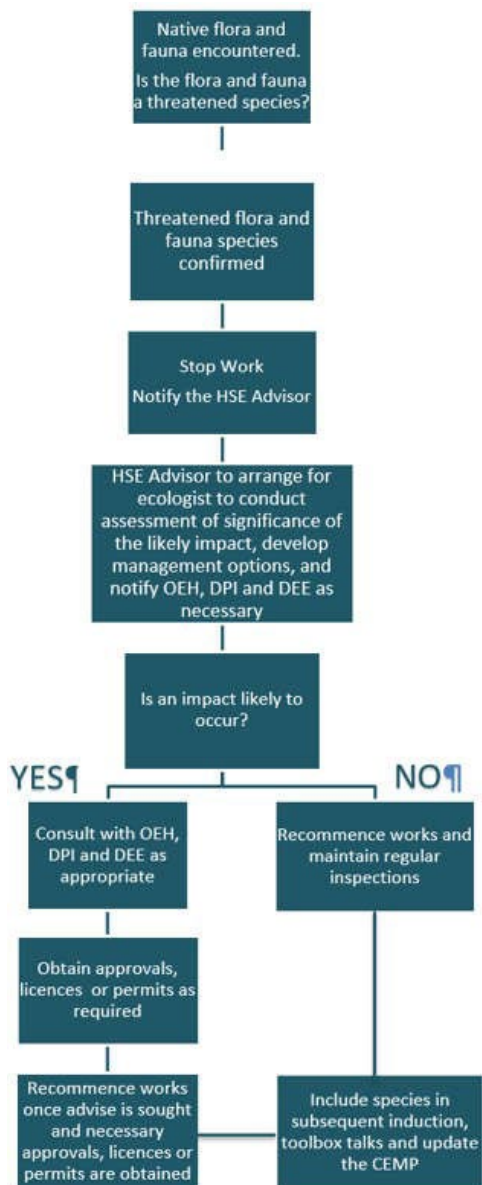 Native flora and
fauna encountered.
Is the flora and fauna
a threatened species?
Threatened flora and
fauna species
confirmed
Stop Work
Notify the HSE Advisor
HSE Advisor to arrange for
ecologist to conduct
assessment of significance of
the likely impact, develop
management options, and
notify OEH, DPI and DEE as
necessary
Is an impact likely to
occur?
YES¶
NO¶
Consult with OEH,
DPI and DEE as
appropriate
Recommence works and
maintain regular
inspections
Obtain approvals,
licences or permits as
required
Recommence works
once advise is sought
and necessary
approvals, licences or
permits are obtained
Include species in
subsequent induction,
toolbox talks and update
the CEMP